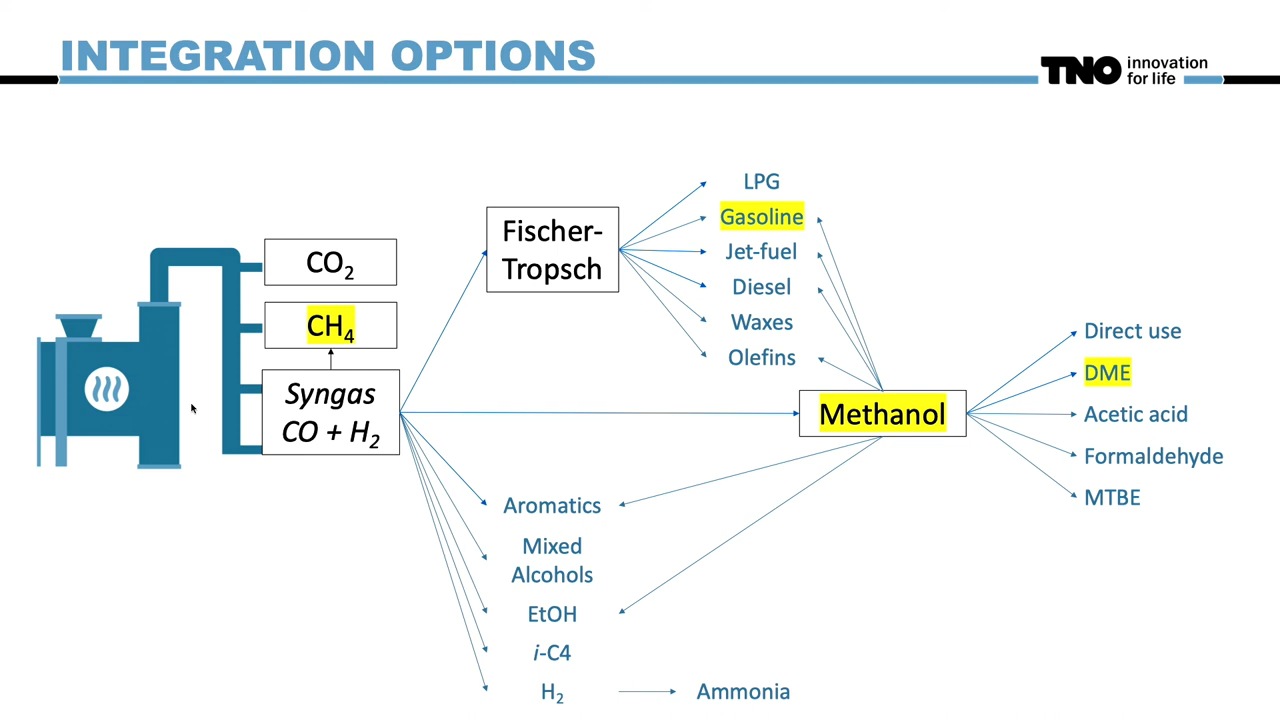 INTEGRATION OPTIONS
TNO innovation
for life
CO₂
CH₄
Syngas
CO + H₂
Fischer-
Tropsch
LPG
Gasoline
Jet-fuel
Diesel
Waxes
Olefins
Methanol
Direct use
DME
Acetic acid
Formaldehyde
MTBE
Aromatics
Mixed
Alcohols
EtOH
i-C4
H₂
Ammonia